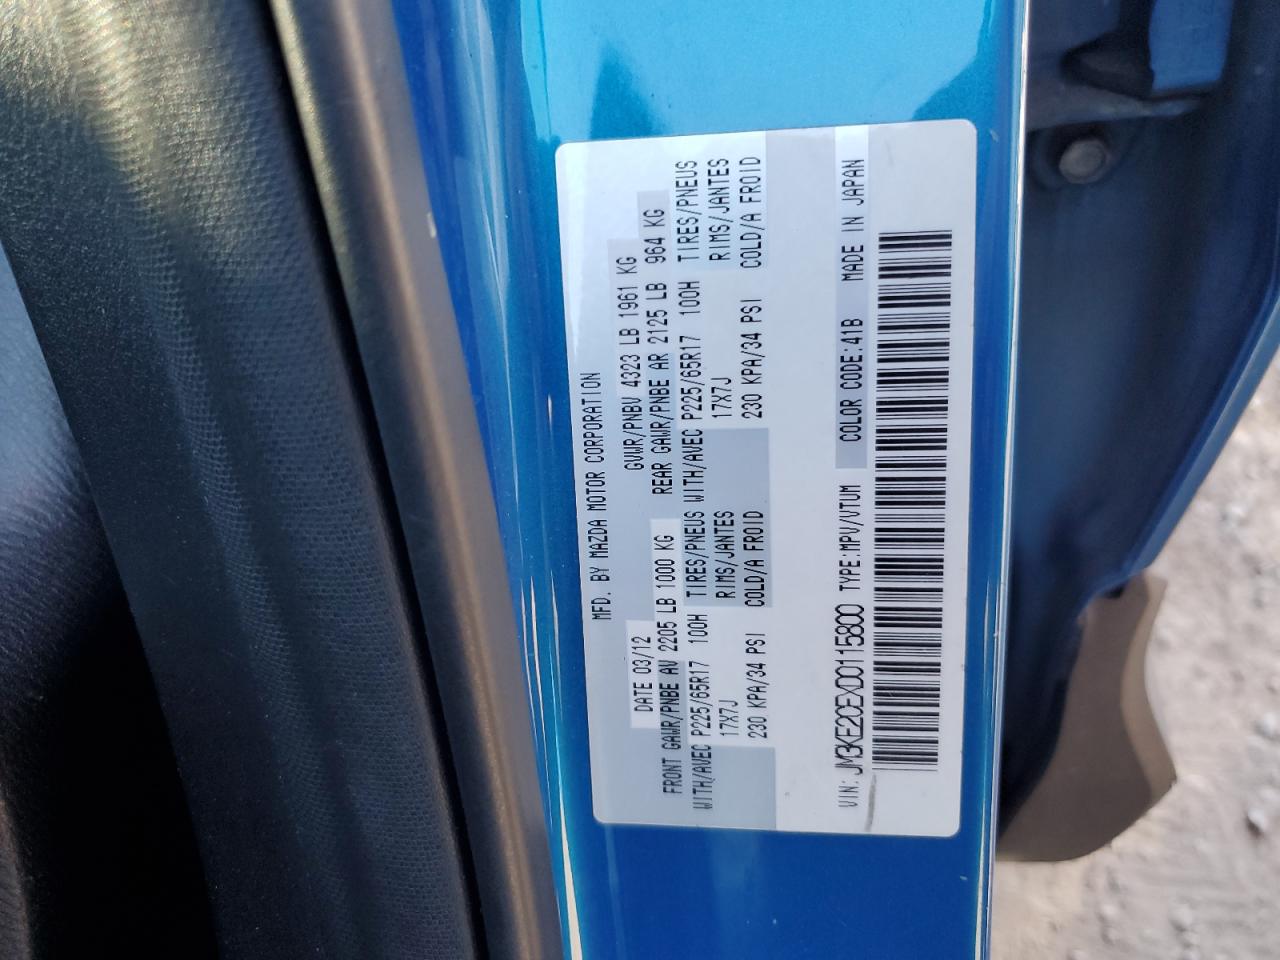 MFD. BY MAZDA MOTOR CORPORATION
DATE 03/12 GVWR/PNBV 4323 LB 1961 KG
FRONT GAWR/PNBE AV 2205 LB 1000 KG REAR GAWR/PNBE AR 2125 LB 964 KG
WITH/AVEC P225/65R17 100H TIRES/PNEUS WITH/AVEC P225/65R17 100H TIRES/PNEUS
17X7J RIMS/JANTES 17X7J RIMS/JANTES
230 KPA/34 PSI COLD/A FROID 230 KPA/34 PSI COLD/A FROID
VIN: JM3KE2CEXD0115800 TYPE:MPV/VTUM COLOR CODE:41B MADE IN JAPAN